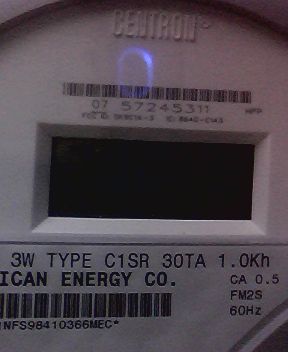 CENTRON
07 57245311
3W TYPE C1SR 30TA 1.0Kh
ICAN ENERGY CO. CA 0.5
FM2S
NFS98410366MEC* 60Hz